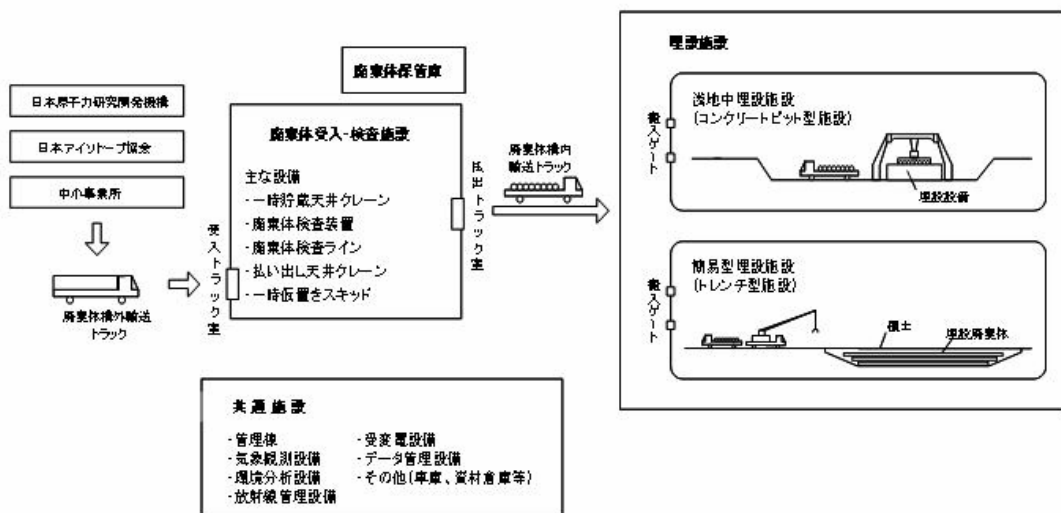 日本原子力研究開発機構
日本アイソトープ協会
中小事業所
廃棄体構外輸送
トラック
受入トラック室
廃棄体保管庫
廃棄体受入・検査施設
主な設備
・一時貯蔵天井クレーン
・廃棄体検査装置
・廃棄体検査ライン
・払い出し天井クレーン
・一時仮置きスキッド
払出トラック室
廃棄体構内
輸送トラック
埋設施設
搬入ゲート
浅地中埋設施設
(コンクリートピット型施設)
埋設設備
搬入ゲート
簡易型埋設施設
(トレンチ型施設)
覆土
埋設廃棄体
共通施設
・管理棟
・気象観測設備
・環境分析設備
・放射線管理設備
・受変電設備
・データ管理設備
・その他(車庫、資材倉庫等)